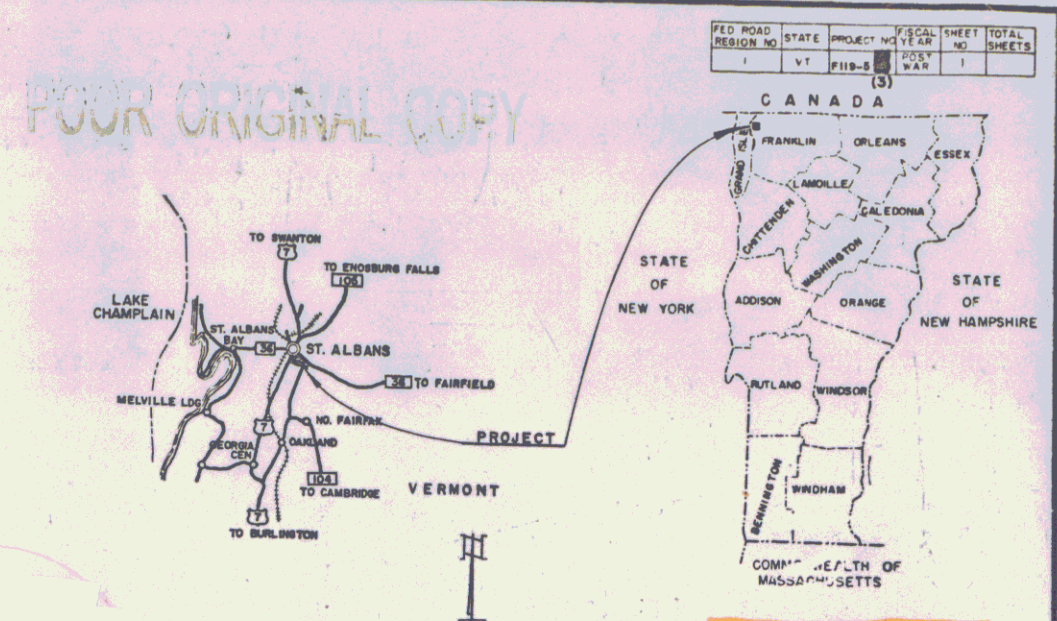 FED ROAD REGION NO | STATE | PROJECT NO | FISCAL YEAR | SHEET NO | TOTAL SHEETS
1 | VT | F119-5 | POST WAR | 1
(3)
POOR ORIGINAL COPY
CANADA
GRAND ISLE
FRANKLIN
ORLEANS
ESSEX
LAMOILLE
CALEDONIA
CHITTENDEN
WASHINGTON
ADDISON
ORANGE
RUTLAND
WINDSOR
BENNINGTON
WINDHAM
STATE
OF
NEW YORK
STATE
OF
NEW HAMPSHIRE
COMMONWEALTH OF
MASSACHUSETTS
TO SWANTON
7
TO ENOSBURG FALLS
105
LAKE
CHAMPLAIN
ST. ALBANS
BAY
36
ST. ALBANS
36 TO FAIRFIELD
MELVILLE LDG
NO. FAIRFAX
7
OAKLAND
GEORGIA
CEN
104
TO CAMBRIDGE
7
TO BURLINGTON
PROJECT
VERMONT